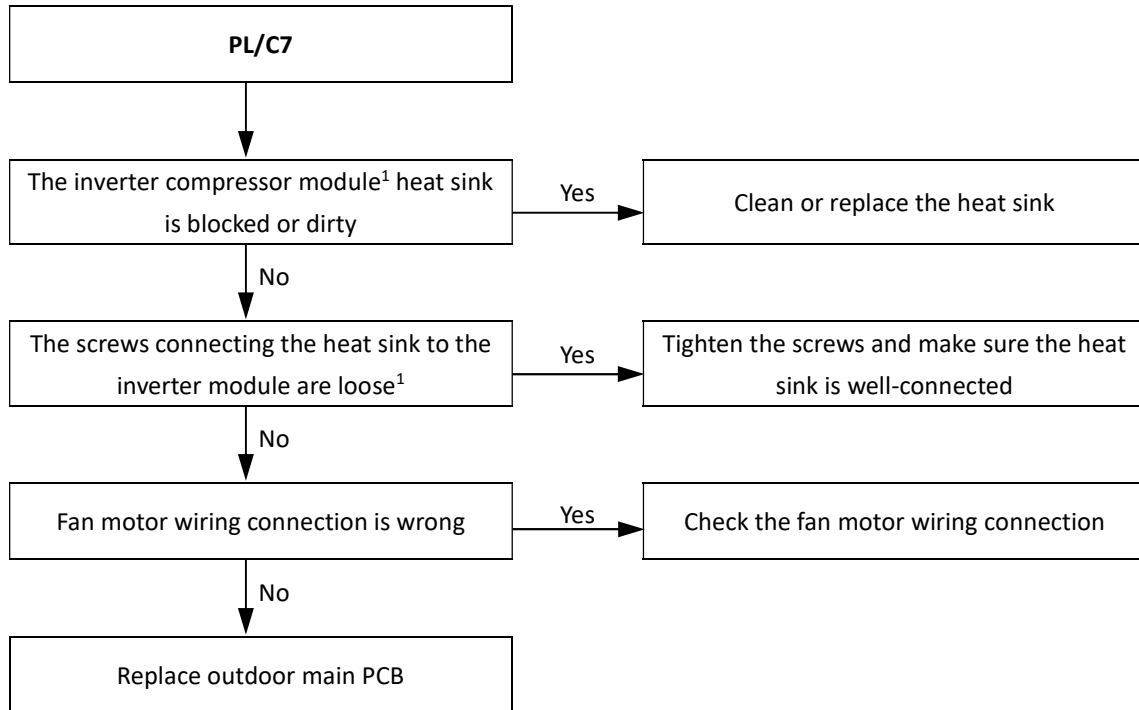 PL/C7
The inverter compressor module¹ heat sink
is blocked or dirty
Yes
Clean or replace the heat sink
No
The screws connecting the heat sink to the
inverter module are loose¹
Yes
Tighten the screws and make sure the heat
sink is well-connected
No
Fan motor wiring connection is wrong
Yes
Check the fan motor wiring connection
No
Replace outdoor main PCB